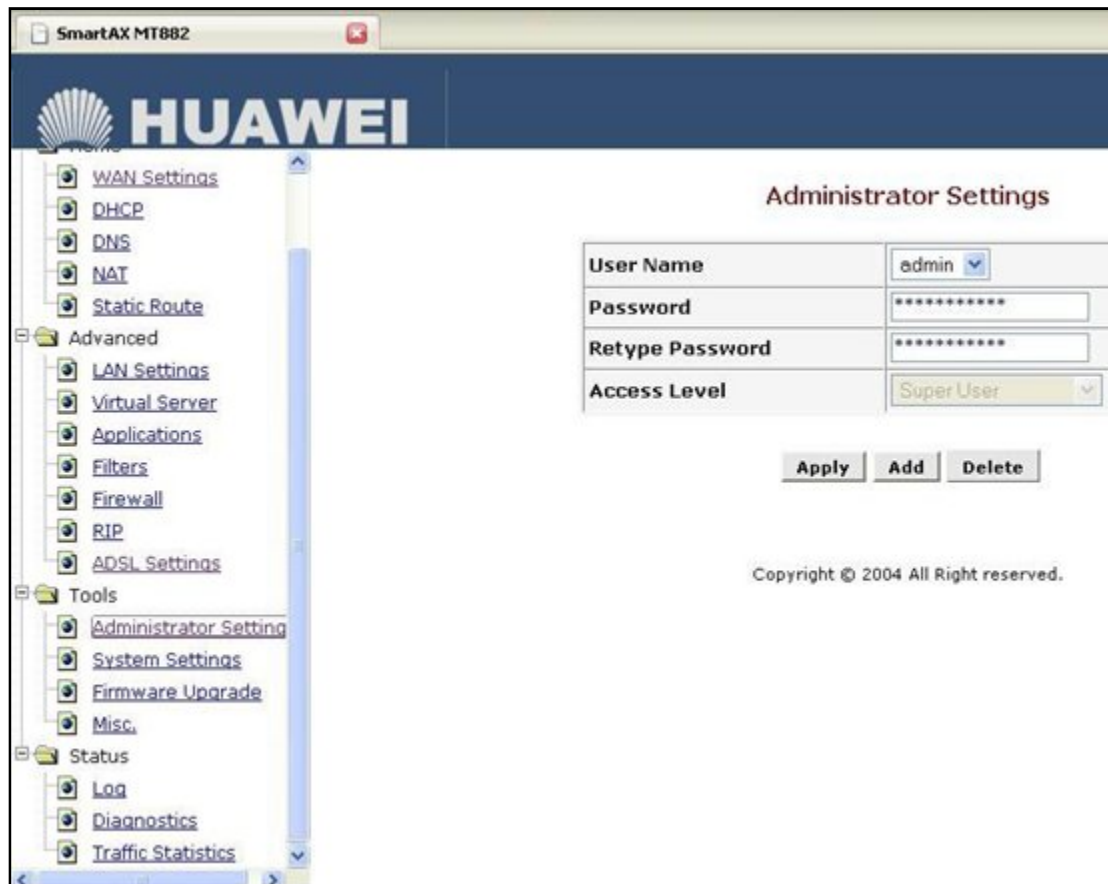 SmartAX MT882
HUAWEI
Home
WAN Settings
DHCP
DNS
NAT
Static Route
Advanced
LAN Settings
Virtual Server
Applications
Filters
Firewall
RIP
ADSL Settings
Tools
Administrator Setting
System Settings
Firmware Upgrade
Misc.
Status
Log
Diagnostics
Traffic Statistics
Administrator Settings
User Name admin
Password ***********
Retype Password ***********
Access Level Super User
Apply Add Delete
Copyright © 2004 All Right reserved.